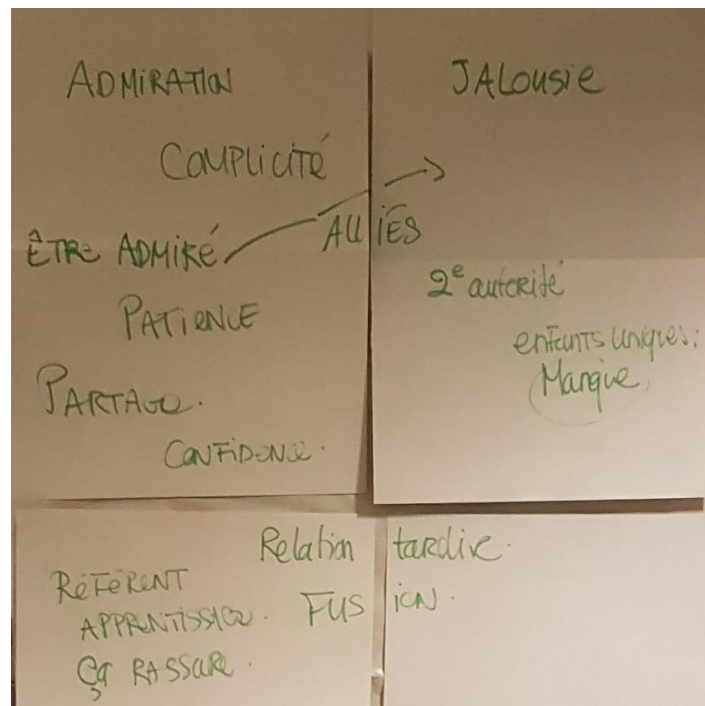 ADMIRATION
COMPLICITÉ
ÊTRE ADMIRÉ
ALLIÉS
PATIENCE
PARTAGE.
CONFIDENCE.
JALOUSIE
2e autorité
enfants uniques:
Manque
Relation tardive.
RÉFÉRENT
APPRENTISSAGE. FUSION.
ÇA RASSURE.